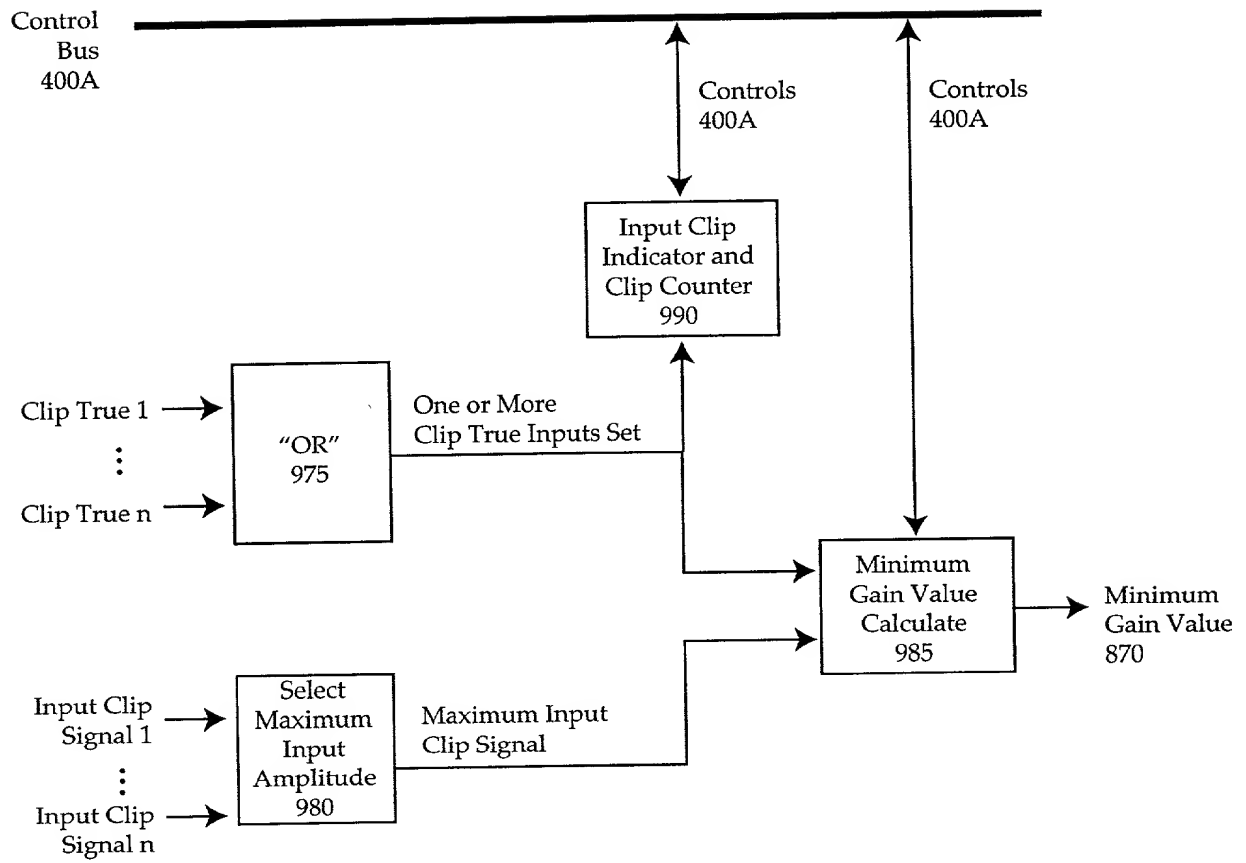 Control
Bus
400A
Controls
400A
Controls
400A
Input Clip
Indicator and
Clip Counter
990
Clip True 1
Clip True n
"OR"
975
One or More
Clip True Inputs Set
Minimum
Gain Value
Calculate
985
Minimum
Gain Value
870
Input Clip
Signal 1
Input Clip
Signal n
Select
Maximum
Input
Amplitude
980
Maximum Input
Clip Signal